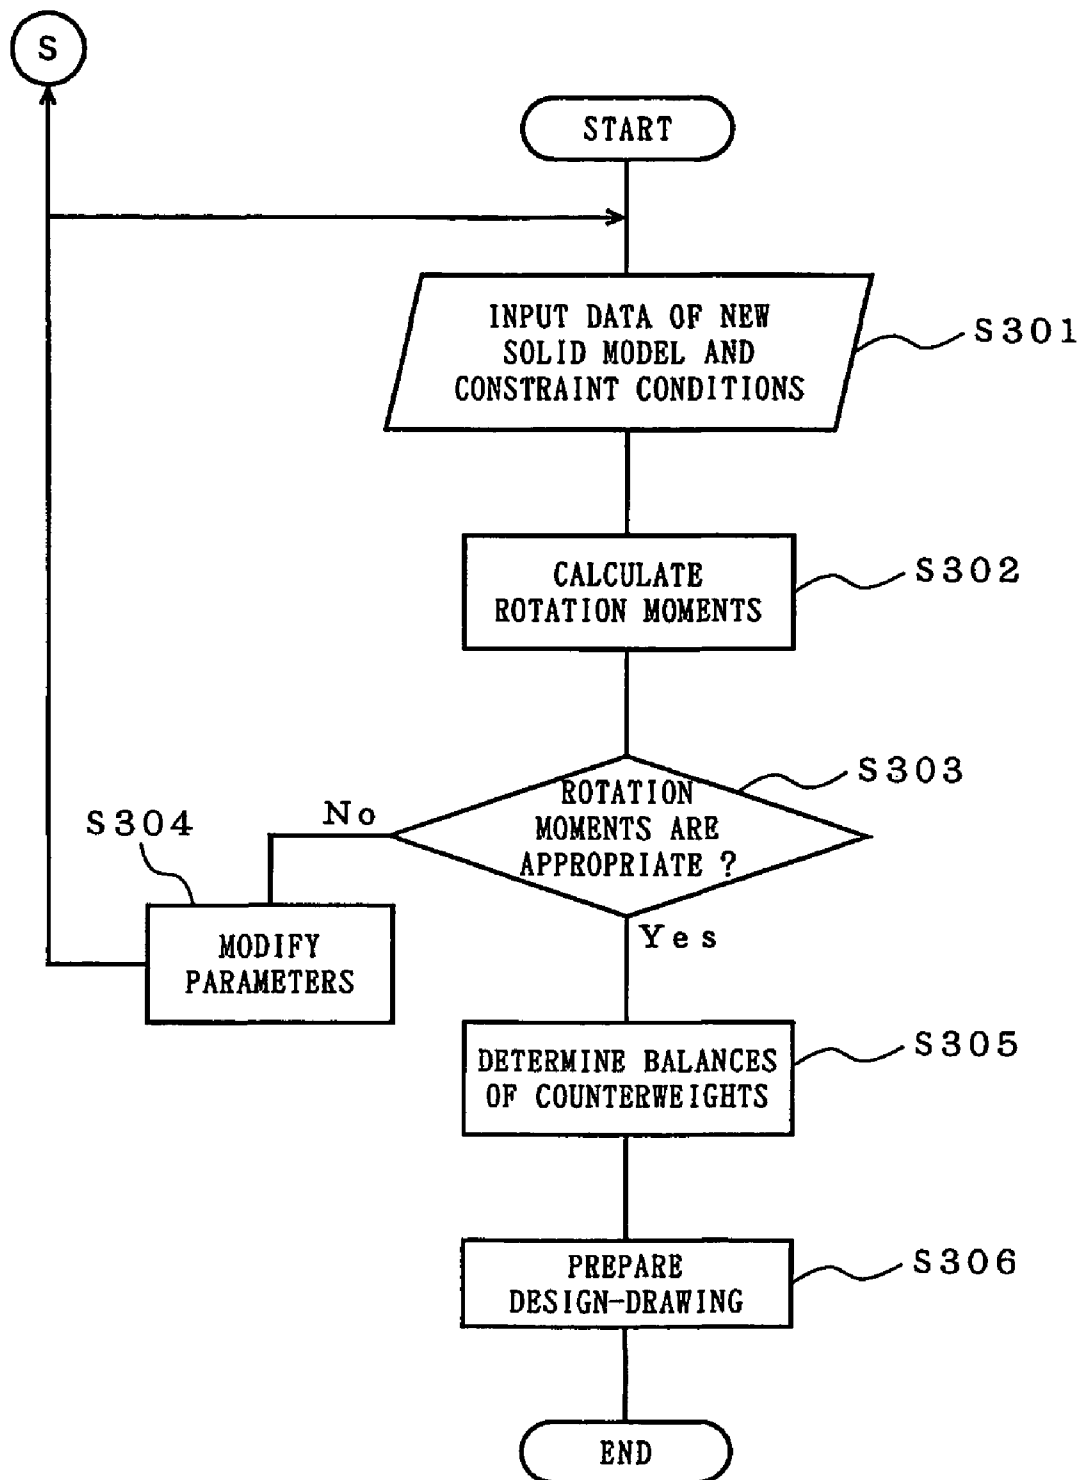 S
START
INPUT DATA OF NEW
SOLID MODEL AND
CONSTRAINT CONDITIONS
S301
CALCULATE
ROTATION MOMENTS
S302
ROTATION
MOMENTS ARE
APPROPRIATE ?
S303
No
S304
MODIFY
PARAMETERS
Yes
DETERMINE BALANCES
OF COUNTERWEIGHTS
S305
PREPARE
DESIGN-DRAWING
S306
END